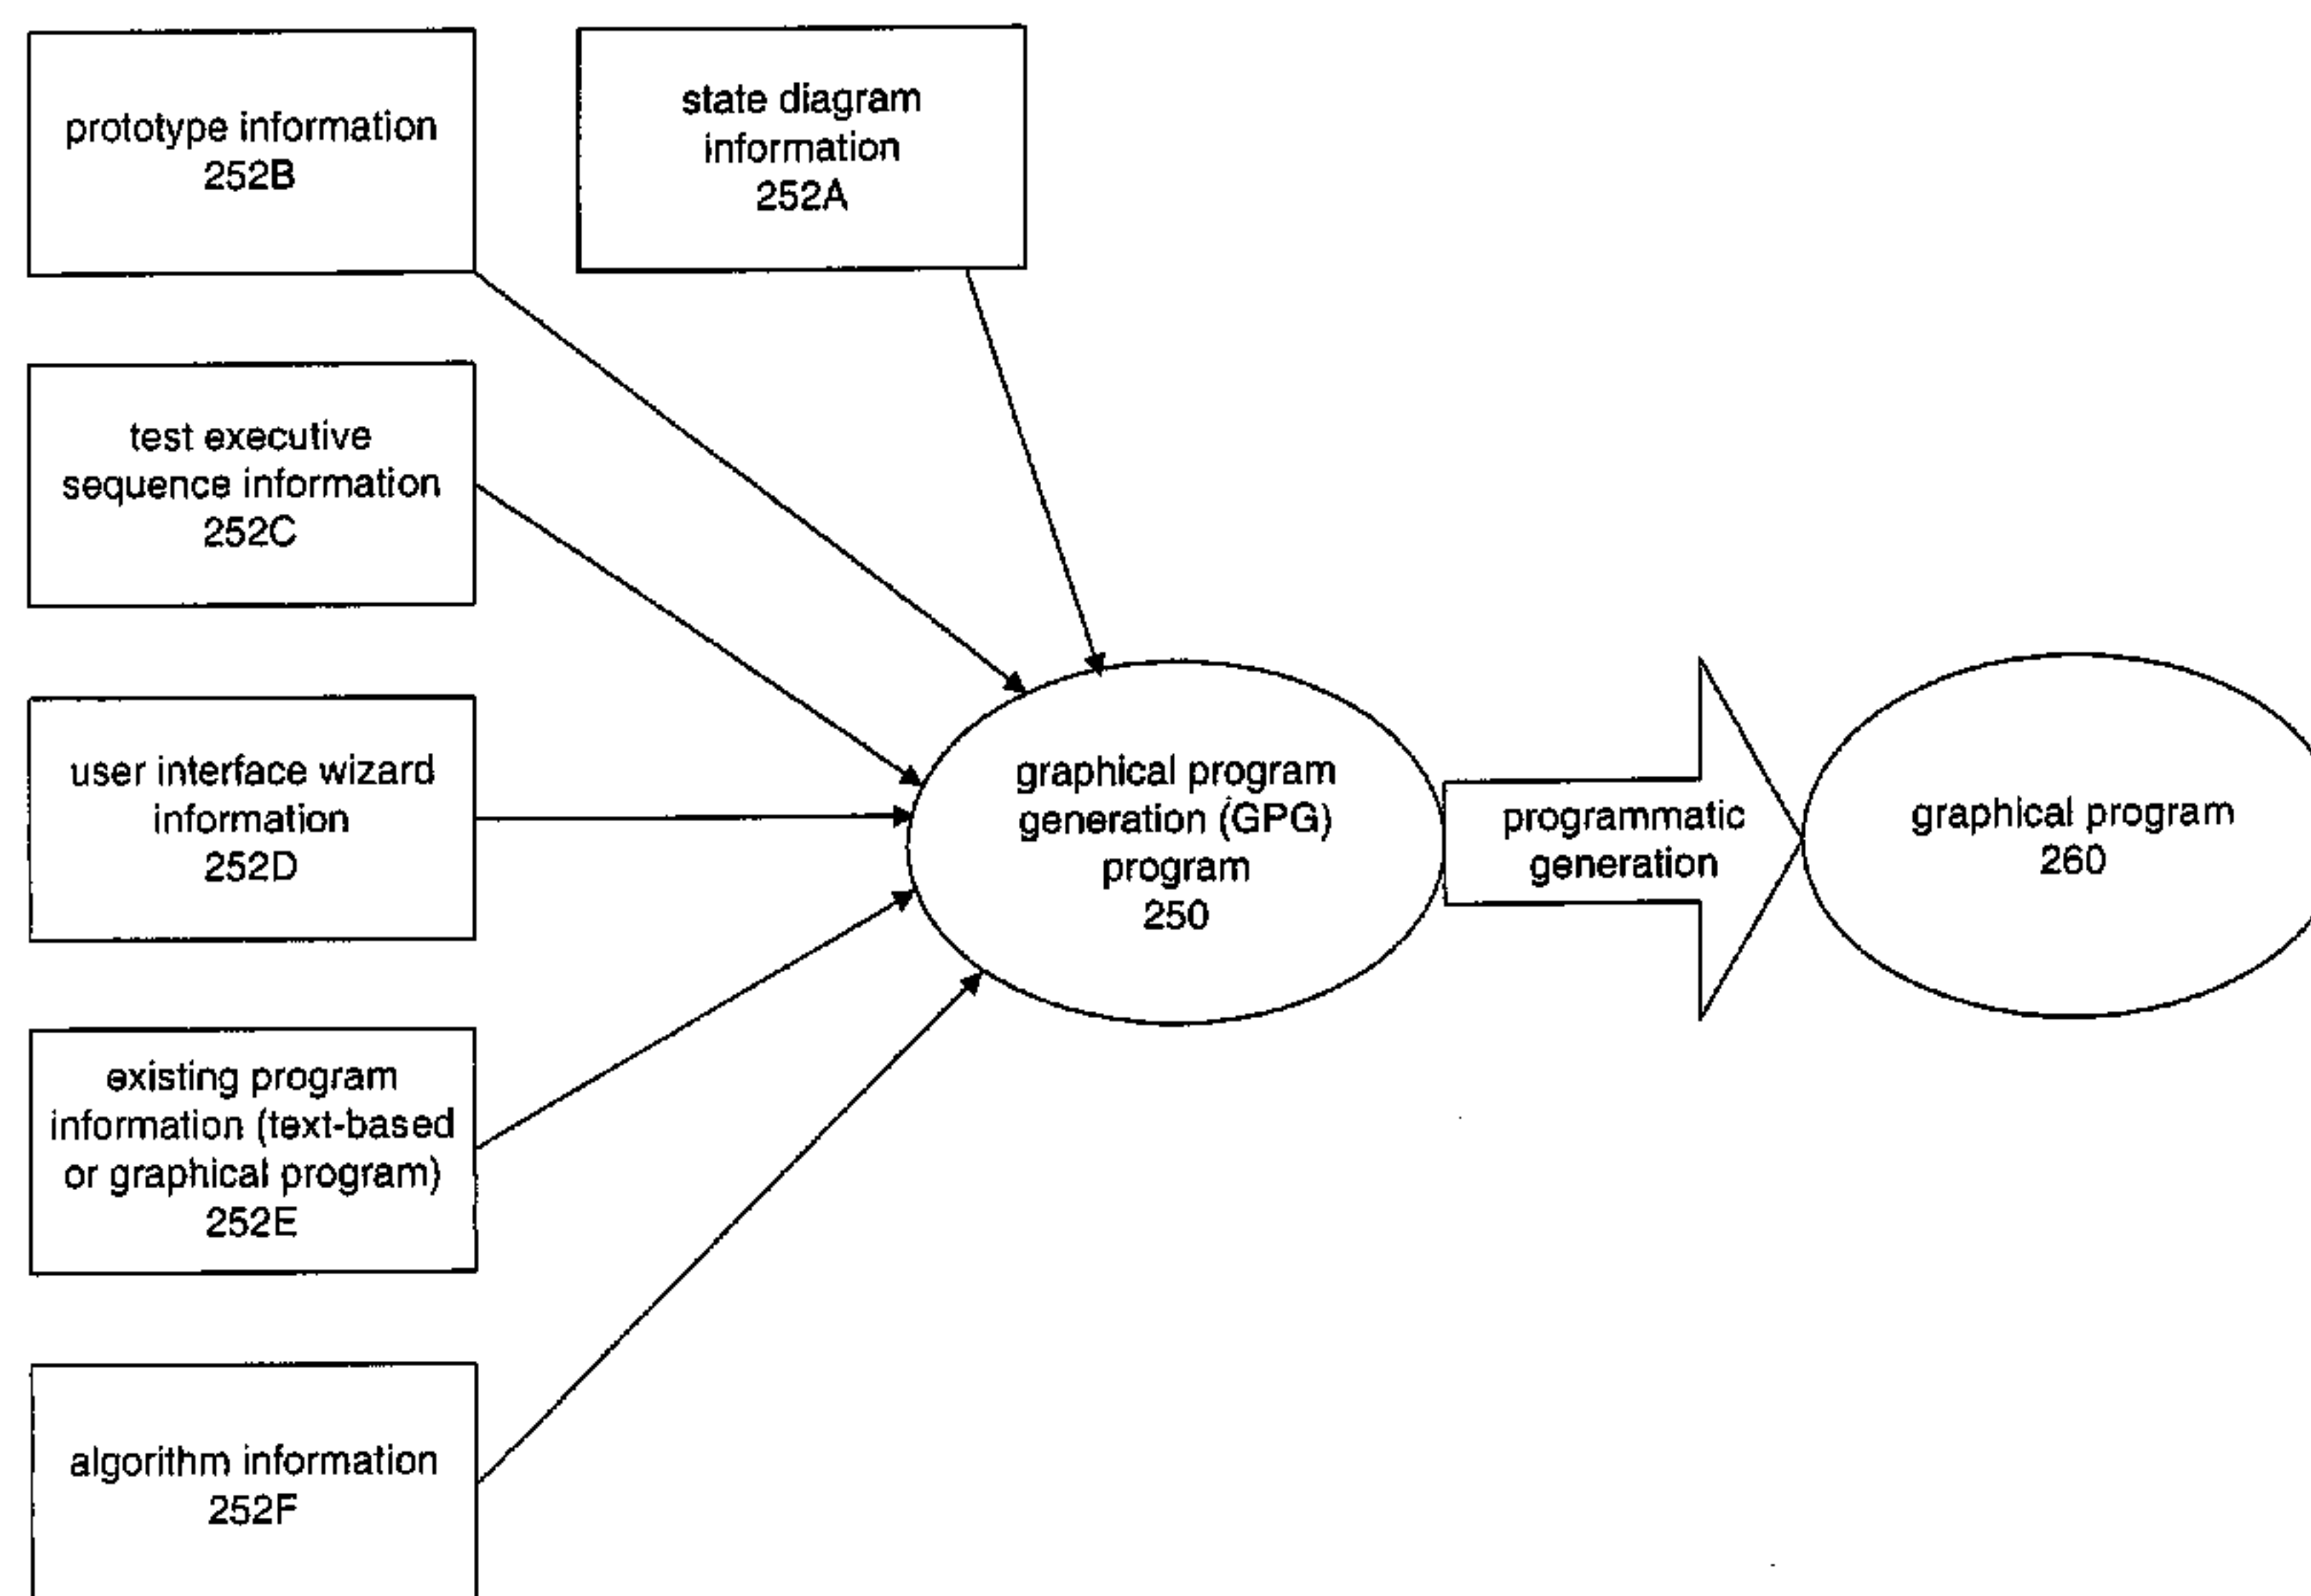 prototype information
252B
state diagram
information
252A
test executive
sequence information
252C
user interface wizard
information
252D
existing program
information (text-based
or graphical program)
252E
algorithm information
252F
graphical program
generation (GPG)
program
250
programmatic
generation
graphical program
260